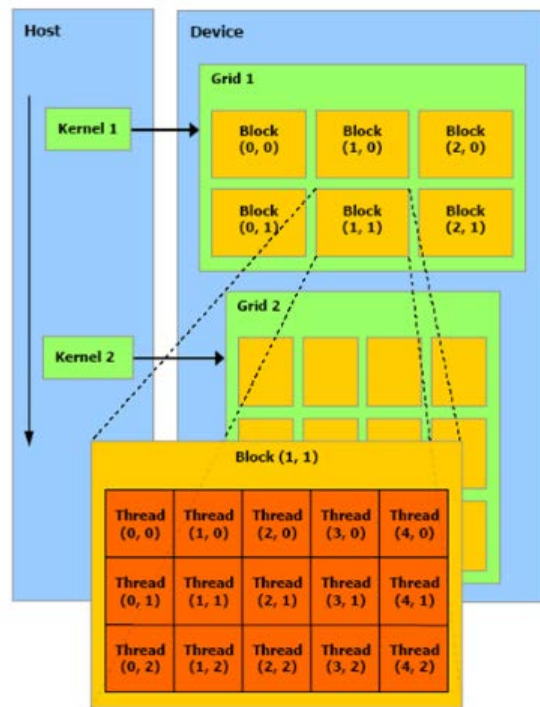 Host
Device
Grid 1
Kernel 1
Block
(0, 0)
Block
(1, 0)
Block
(2, 0)
Block
(0, 1)
Block
(1, 1)
Block
(2, 1)
Grid 2
Kernel 2
Block (1, 1)
Thread
(0, 0)
Thread
(1, 0)
Thread
(2, 0)
Thread
(3, 0)
Thread
(4, 0)
Thread
(0, 1)
Thread
(1, 1)
Thread
(2, 1)
Thread
(3, 1)
Thread
(4, 1)
Thread
(0, 2)
Thread
(1, 2)
Thread
(2, 2)
Thread
(3, 2)
Thread
(4, 2)